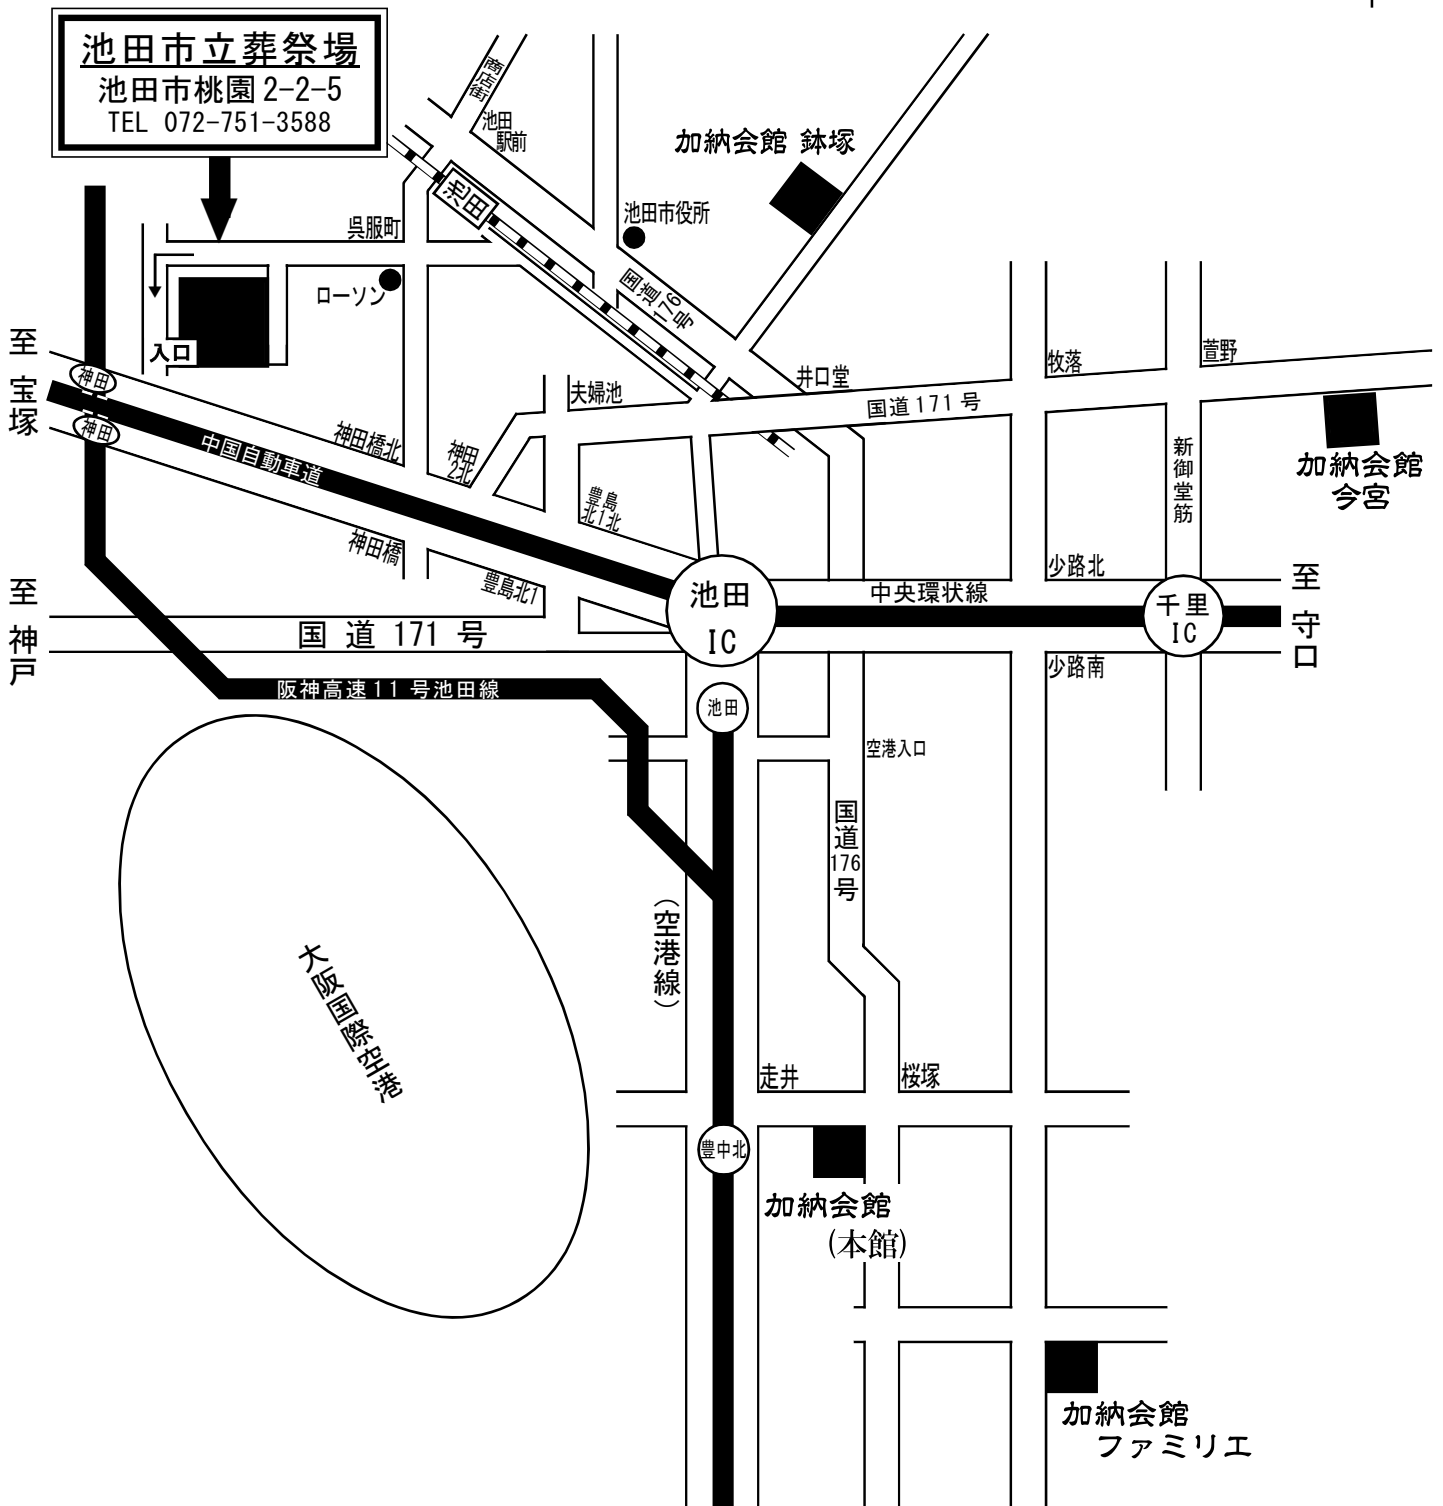 池田市立葬祭場
池田市桃園 2-2-5
TEL 072-751-3588
商店街
池田
駅前
加納会館 鉢塚
池田
呉服町
池田市役所
国道
176
号
ローソン
入口
至
宝
塚
神田
神田
中国自動車道
神田橋北
神田
2北
夫婦池
井口堂
国道 171 号
牧落
萱野
新御堂筋
加納会館
今宮
豊島
北1北
神田橋
豊島北1
至
神
戸
国 道 171 号
池田
IC
中央環状線
少路北
千里
IC
至
守
口
少路南
阪神高速11 号池田線
池田
空港入口
国道
176
号
(空港線)
大阪国際空港
走井
桜塚
豊中北
加納会館
(本館)
加納会館
ファミリエ